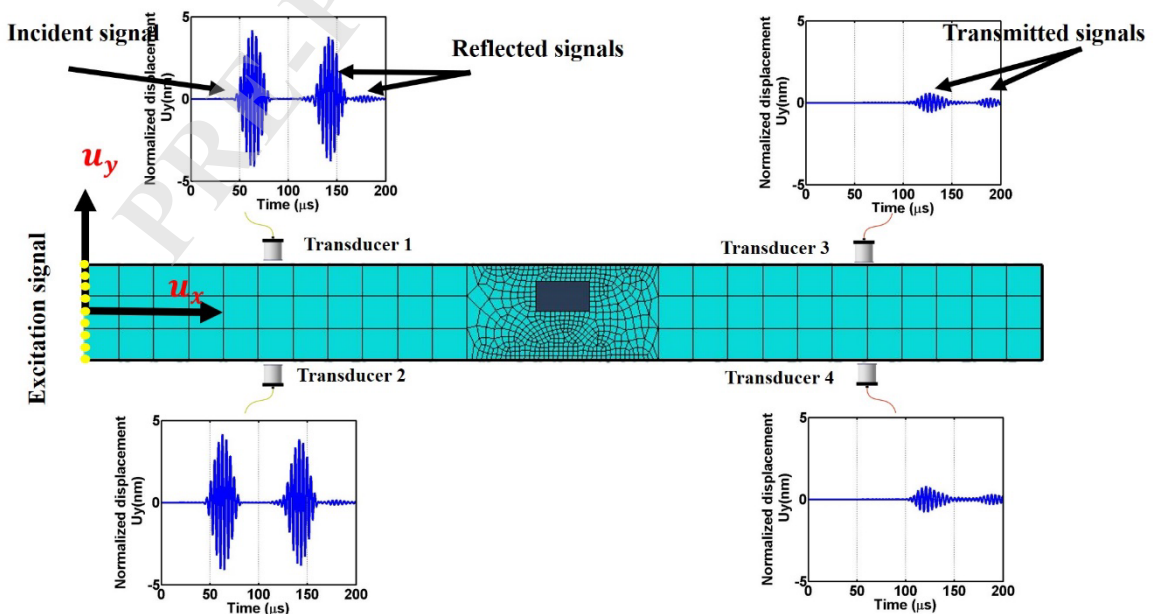 Incident signal
Reflected signals
Normalized displacement
Uy(nm)
5
0
-5
0 50 100 150 200
Time (μs)
Transmitted signals
Normalized displacement
Uy(nm)
5
0
-5
0 50 100 150 200
Time (μs)
PRE-P
u_y
Excitation signal
Transducer 1
Transducer 3
u_x
Transducer 2
Transducer 4
Normalized displacement
Uy(nm)
5
0
-5
0 50 100 150 200
Time (μs)
Normalized displacement
Uy(nm)
5
0
-5
0 50 100 150 200
Time (μs)